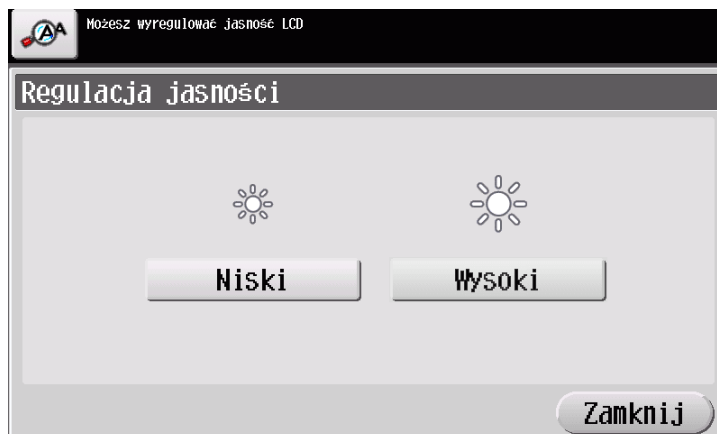 Możesz wyregulować jasność LCD
Regulacja jasności
Niski
Wysoki
Zamknij